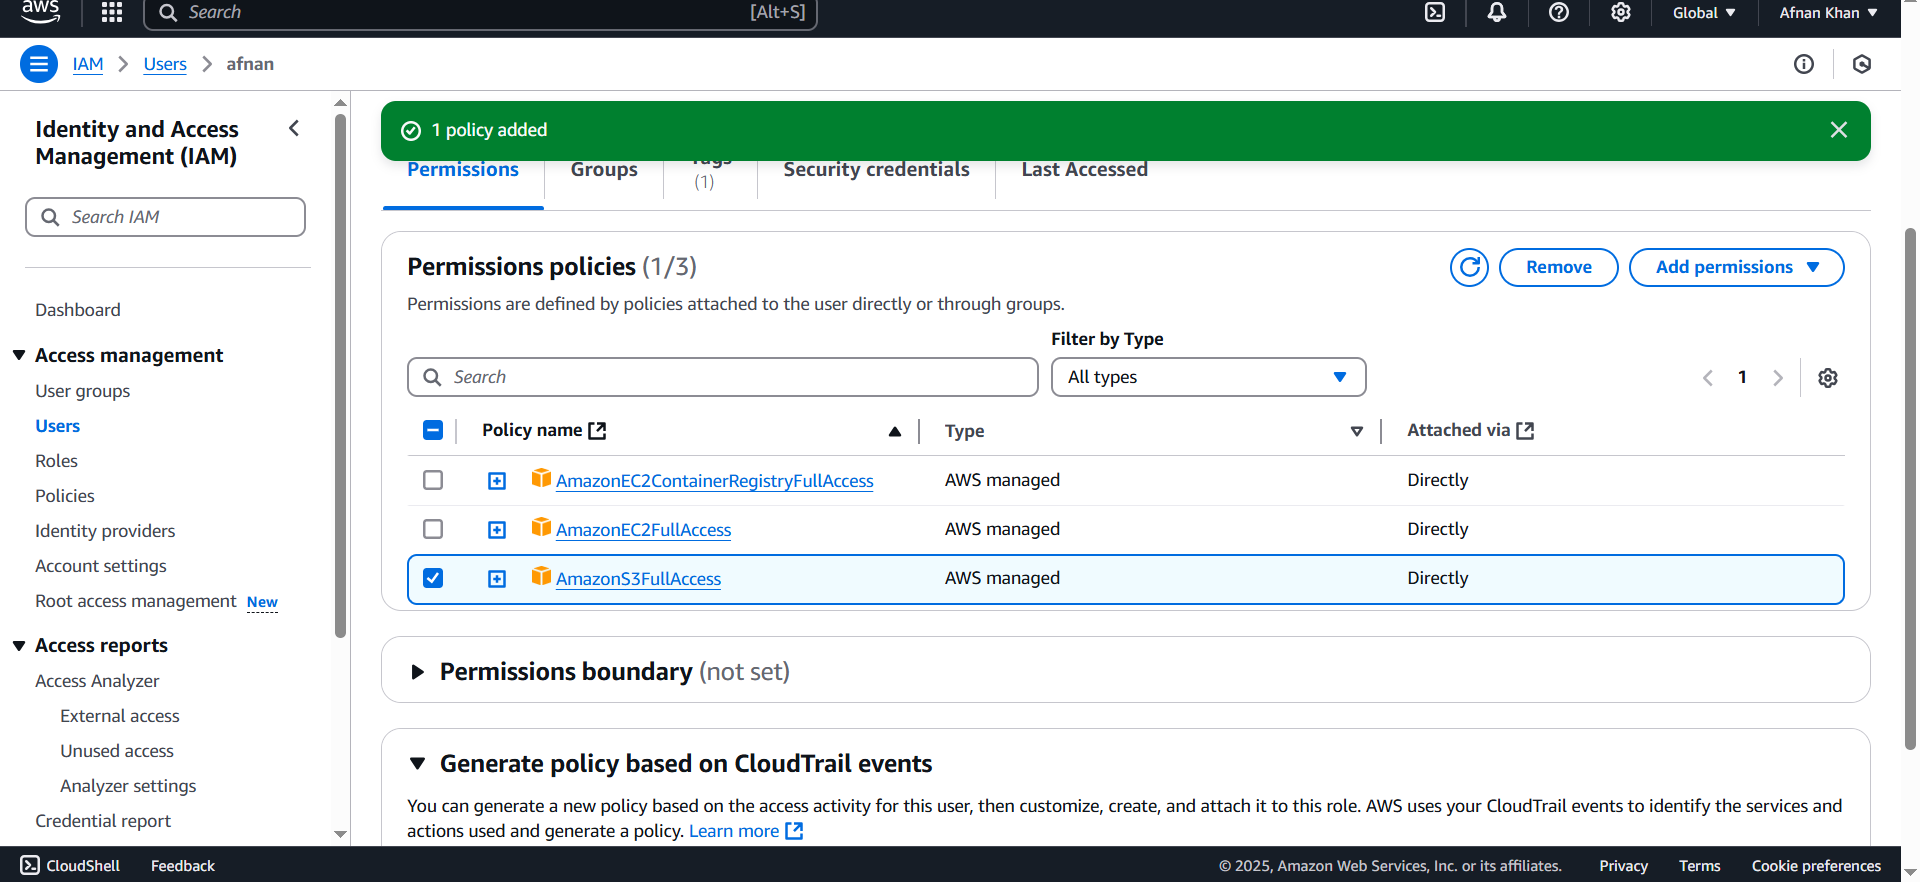 aws
Search [Alt+S]
Global
Afnan Khan
IAM
Users
afnan
Identity and Access
Management (IAM)
Search IAM
Dashboard
Access management
User groups
Users
Roles
Policies
Identity providers
Account settings
Root access management New
Access reports
Access Analyzer
External access
Unused access
Analyzer settings
Credential report
1 policy added
Permissions
Groups
Tags
(1)
Security credentials
Last Accessed
Permissions policies (1/3)
Remove
Add permissions
Permissions are defined by policies attached to the user directly or through groups.
Filter by Type
Search
All types
1
Policy name
Type
Attached via
AmazonEC2ContainerRegistryFullAccess AWS managed Directly
AmazonEC2FullAccess AWS managed Directly
AmazonS3FullAccess AWS managed Directly
Permissions boundary (not set)
Generate policy based on CloudTrail events
You can generate a new policy based on the access activity for this user, then customize, create, and attach it to this role. AWS uses your CloudTrail events to identify the services and
actions used and generate a policy. Learn more
CloudShell
Feedback
© 2025, Amazon Web Services, Inc. or its affiliates.
Privacy
Terms
Cookie preferences